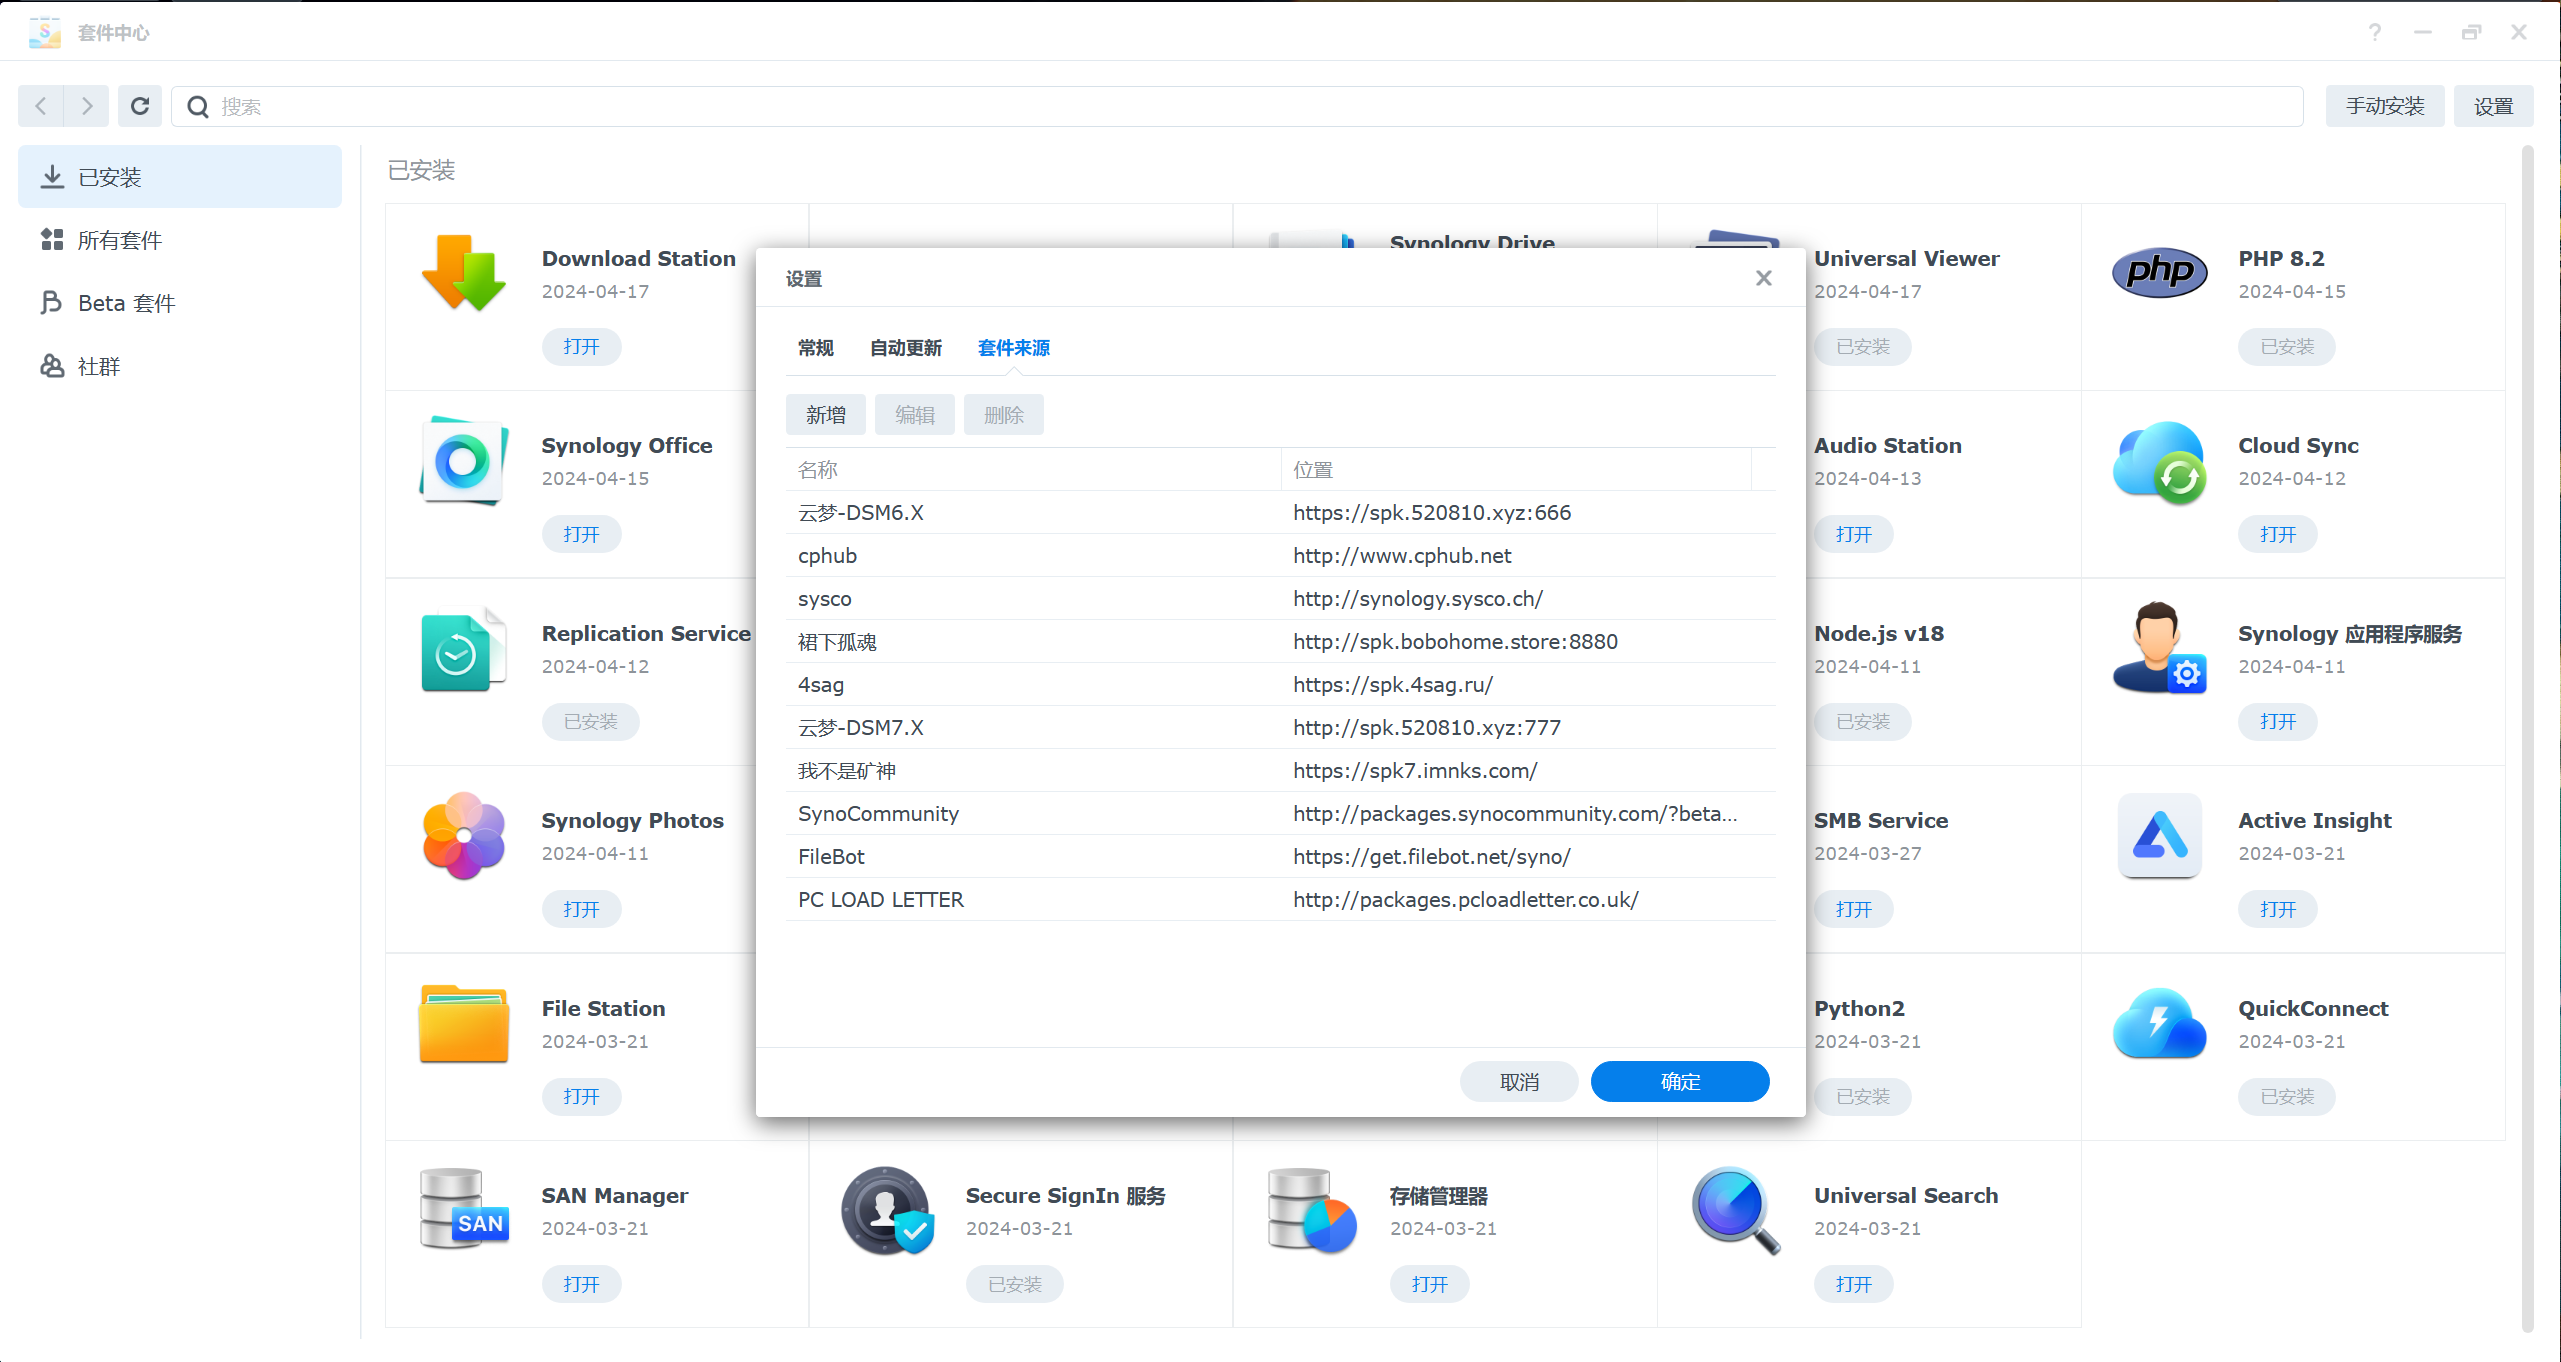 套件中心
搜索
手动安装
设置
已安装
所有套件
Beta 套件
社群
已安装
Download Station
2024-04-17
打开
Synology Drive
Universal Viewer
2024-04-17
已安装
php
PHP 8.2
2024-04-15
已安装
Synology Office
2024-04-15
打开
Audio Station
2024-04-13
打开
Cloud Sync
2024-04-12
打开
Replication Service
2024-04-12
已安装
Node.js v18
2024-04-11
已安装
Synology 应用程序服务
2024-04-11
打开
Synology Photos
2024-04-11
打开
SMB Service
2024-03-27
打开
Active Insight
2024-03-21
打开
File Station
2024-03-21
打开
Python2
2024-03-21
已安装
QuickConnect
2024-03-21
已安装
SAN
SAN Manager
2024-03-21
打开
Secure SignIn 服务
2024-03-21
已安装
存储管理器
2024-03-21
打开
Universal Search
2024-03-21
打开
设置
常规 自动更新 套件来源
新增 编辑 删除
名称 位置
云梦-DSM6.X https://spk.520810.xyz:666
cphub http://www.cphub.net
sysco http://synology.sysco.ch/
裙下孤魂 http://spk.bobohome.store:8880
4sag https://spk.4sag.ru/
云梦-DSM7.X http://spk.520810.xyz:777
我不是矿神 https://spk7.imnks.com/
SynoCommunity http://packages.synocommunity.com/?beta...
FileBot https://get.filebot.net/syno/
PC LOAD LETTER http://packages.pcloadletter.co.uk/
取消 确定